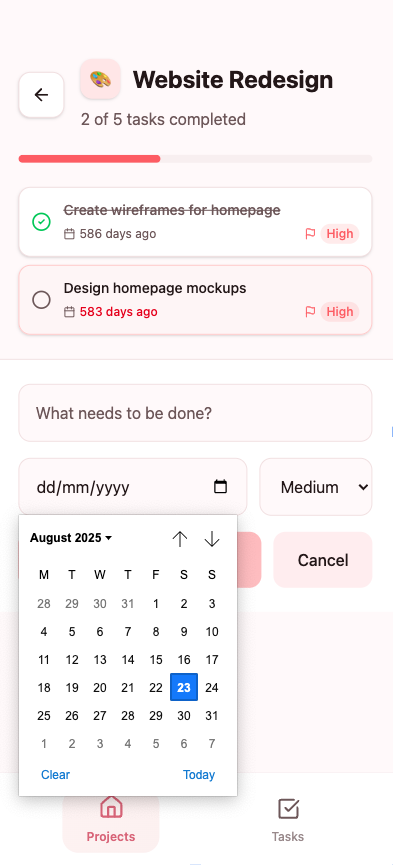 Website Redesign
2 of 5 tasks completed
Create wireframes for homepage
586 days ago High
Design homepage mockups
583 days ago High
What needs to be done?
dd/mm/yyyy Medium
August 2025
Cancel
M T W T F S S
28 29 30 31 1 2 3
4 5 6 7 8 9 10
11 12 13 14 15 16 17
18 19 20 21 22 23 24
25 26 27 28 29 30 31
1 2 3 4 5 6 7
Clear Today
Projects Tasks